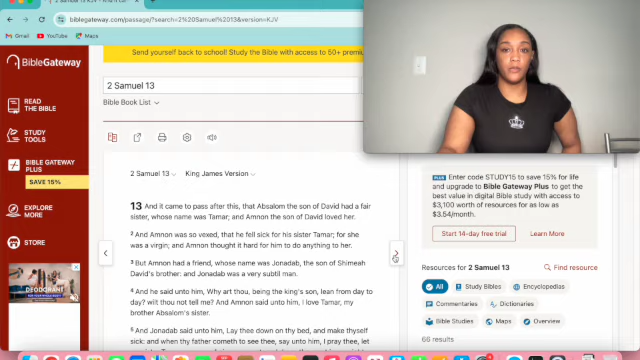 2 Samuel 13 KJV
biblegateway.com/passage/?search=2%20Samuel%2013&version=KJV
Gmail YouTube Maps
BibleGateway
Send yourself back to school! Study the Bible with access to 50+ premium
2 Samuel 13
Bible Book List
READ THE BIBLE
STUDY TOOLS
BIBLE GATEWAY PLUS
SAVE 15%
EXPLORE MORE
STORE
DEODORANT
2 Samuel 13 King James Version
13 And it came to pass after this, that Absalom the son of David had a fair
sister, whose name was Tamar; and Amnon the son of David loved her.
2 And Amnon was so vexed, that he fell sick for his sister Tamar; for she
was a virgin; and Amnon thought it hard for him to do anything to her.
3 But Amnon had a friend, whose name was Jonadab, the son of Shimeah
David's brother: and Jonadab was a very subtil man.
4 And he said unto him, Why art thou, being the king's son, lean from day to
day? wilt thou not tell me? And Amnon said unto him, I love Tamar, my
brother Absalom's sister.
5 And Jonadab said unto him, Lay thee down on thy bed, and make thyself
sick: and when thy father cometh to see thee, say unto him, I pray thee, let
PLUS Enter code STUDY15 to save 15% for life
and upgrade to Bible Gateway Plus to get the
best value in digital Bible study with access to
$3,100 worth of resources for as low as
$3.54/month.
Start 14-day free trial Learn More
Resources for 2 Samuel 13 Find resource
All Study Bibles Encyclopedias
Commentaries Dictionaries
Bible Studies Maps Overview
66 results